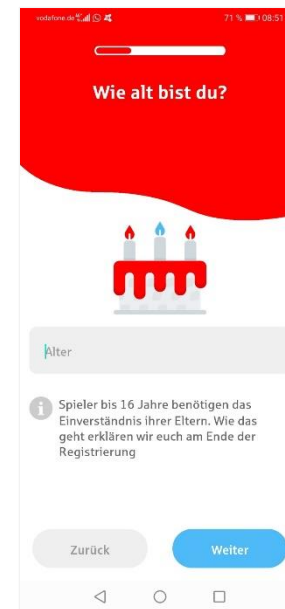 vodafone.de 71 % 08:51
Wie alt bist du?
Alter
Spieler bis 16 Jahre benötigen das
Einverständnis ihrer Eltern. Wie das
geht erklären wir euch am Ende der
Registrierung
Zurück Weiter